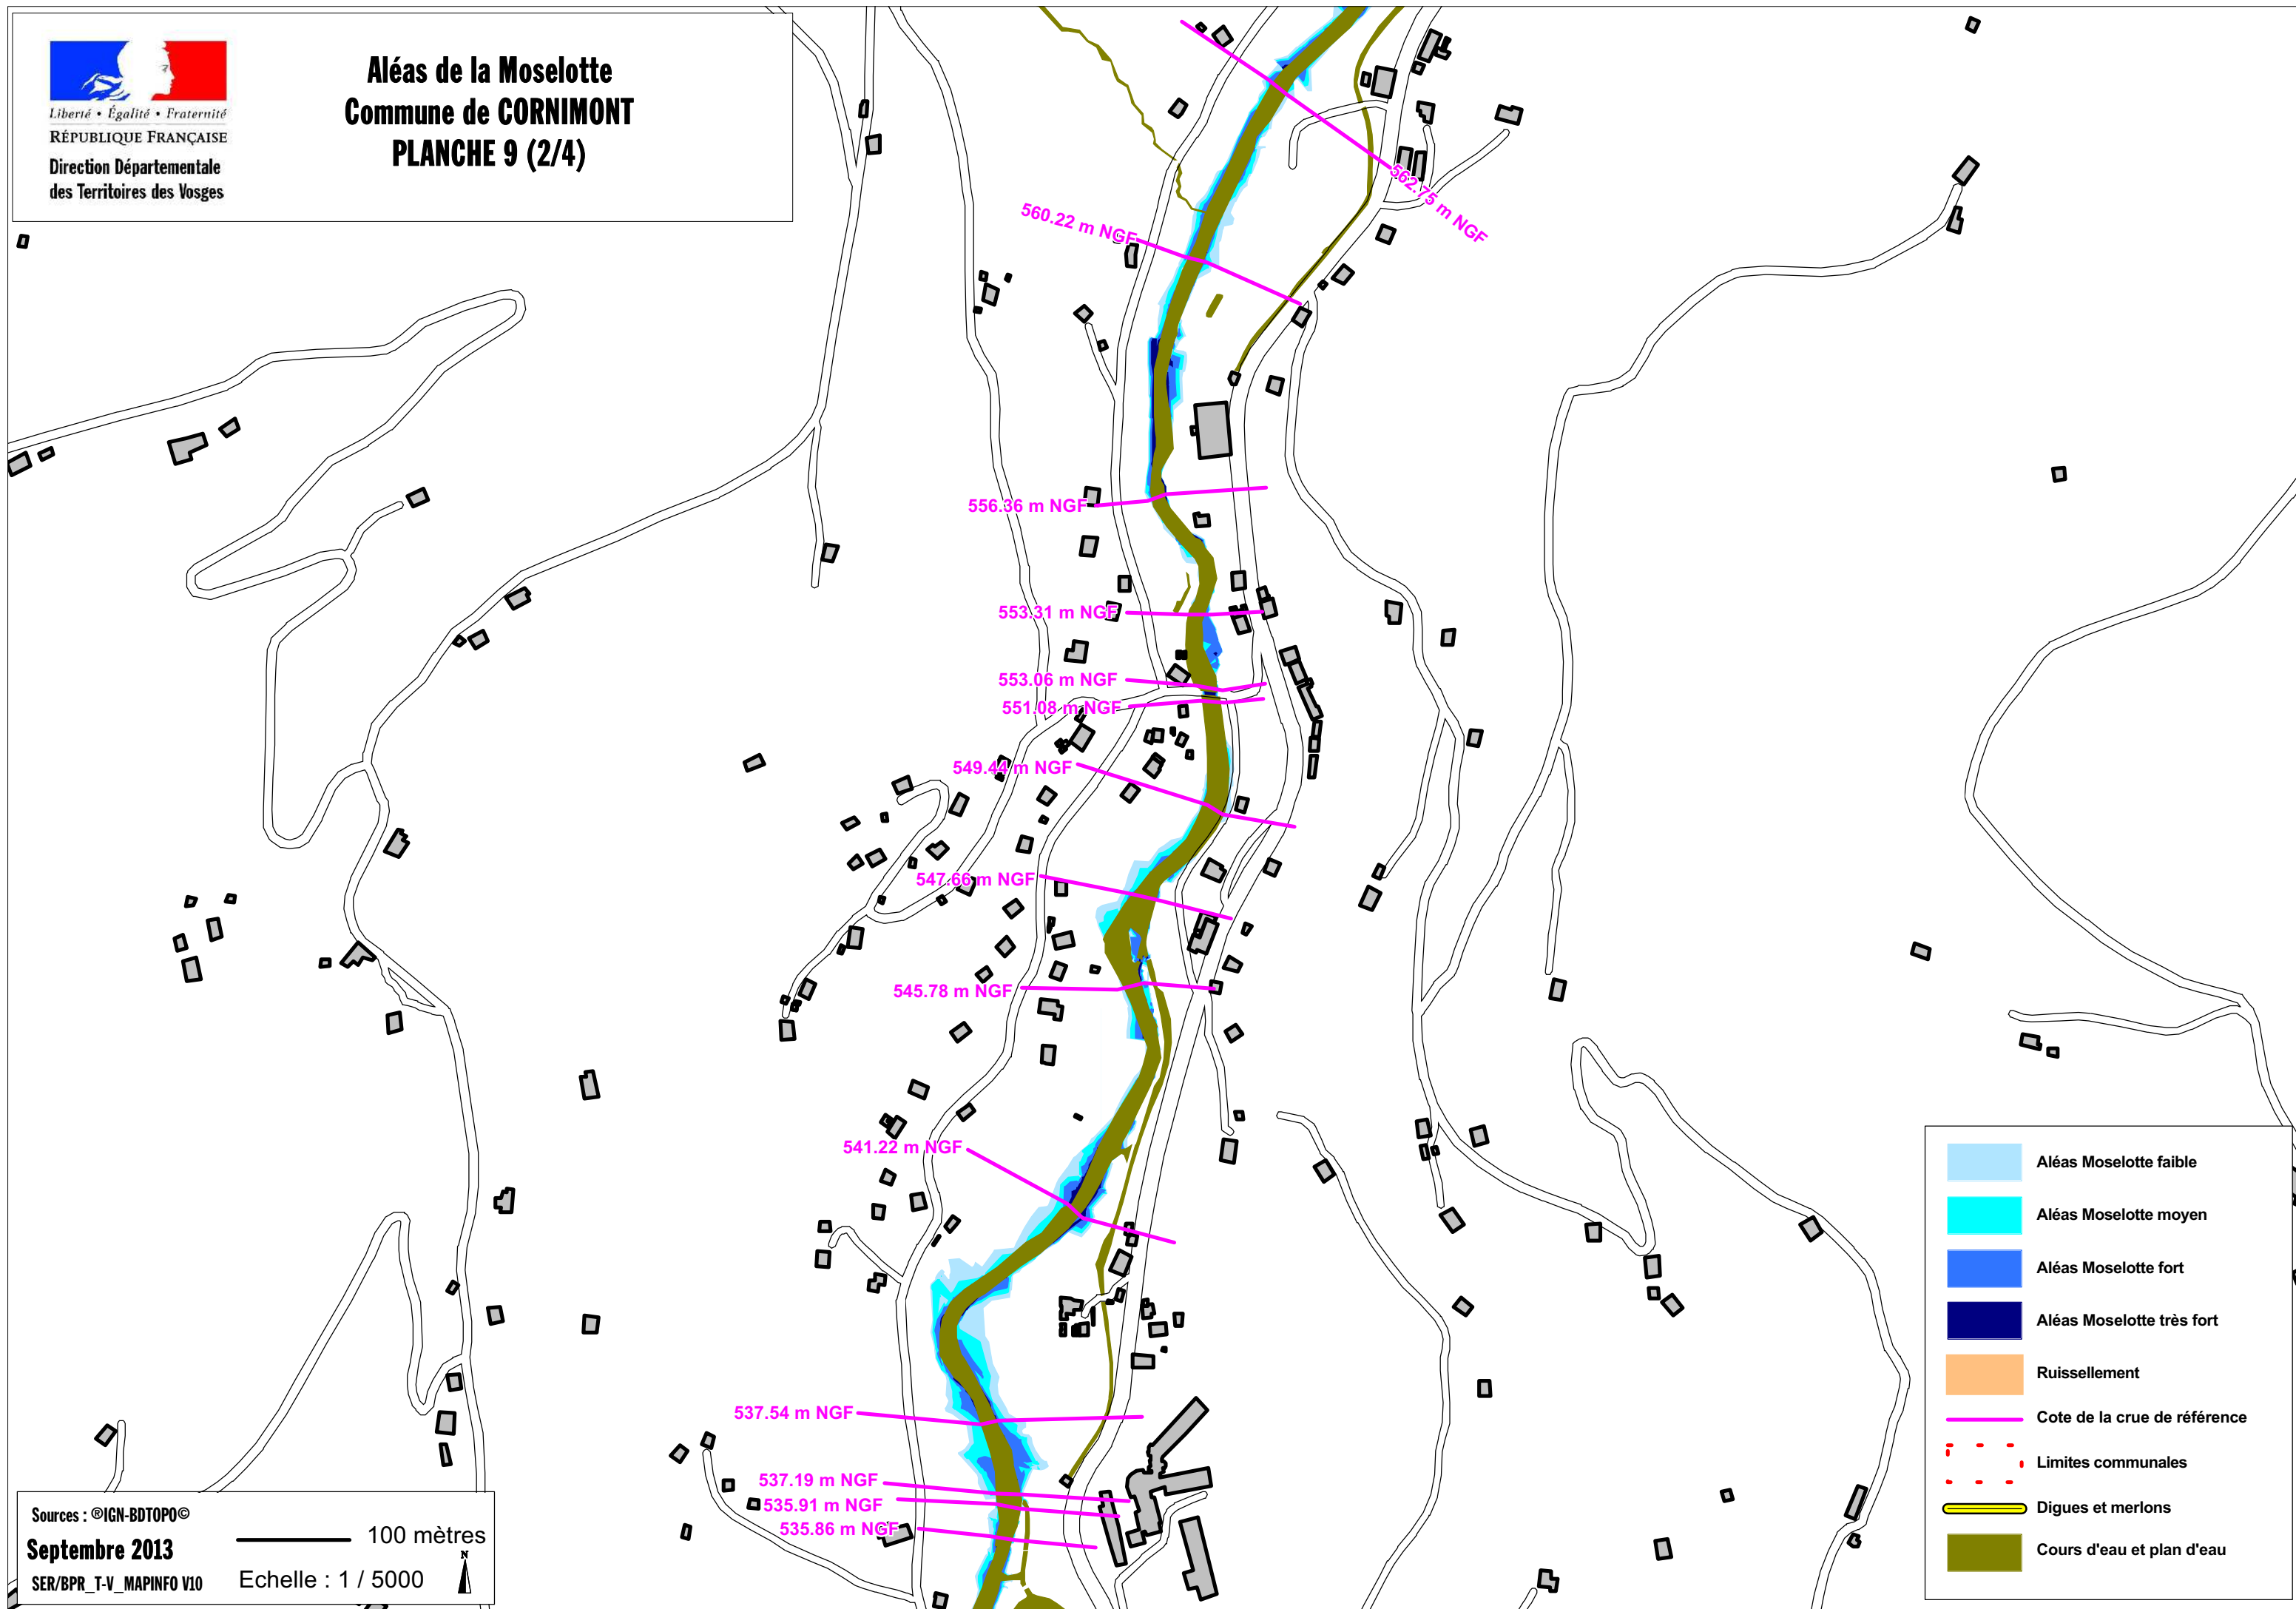 Liberté • Égalité • Fraternité
RÉPUBLIQUE FRANÇAISE
Direction Départementale
des Territoires des Vosges
Aléas de la Moselotte
Commune de CORNIMONT
PLANCHE 9 (2/4)
562.75 m NGF
560.22 m NGF
556.36 m NGF
553.31 m NGF
553.06 m NGF
551.08 m NGF
549.44 m NGF
547.66 m NGF
545.78 m NGF
541.22 m NGF
537.54 m NGF
537.19 m NGF
535.91 m NGF
535.86 m NGF
Aléas Moselotte faible
Aléas Moselotte moyen
Aléas Moselotte fort
Aléas Moselotte très fort
Ruissellement
Cote de la crue de référence
Limites communales
Digues et merlons
Cours d'eau et plan d'eau
Sources : ®IGN-BDTOPO©
Septembre 2013
SER/BPR_T-V_MAPINFO V10
100 mètres
Echelle : 1 / 5000
N